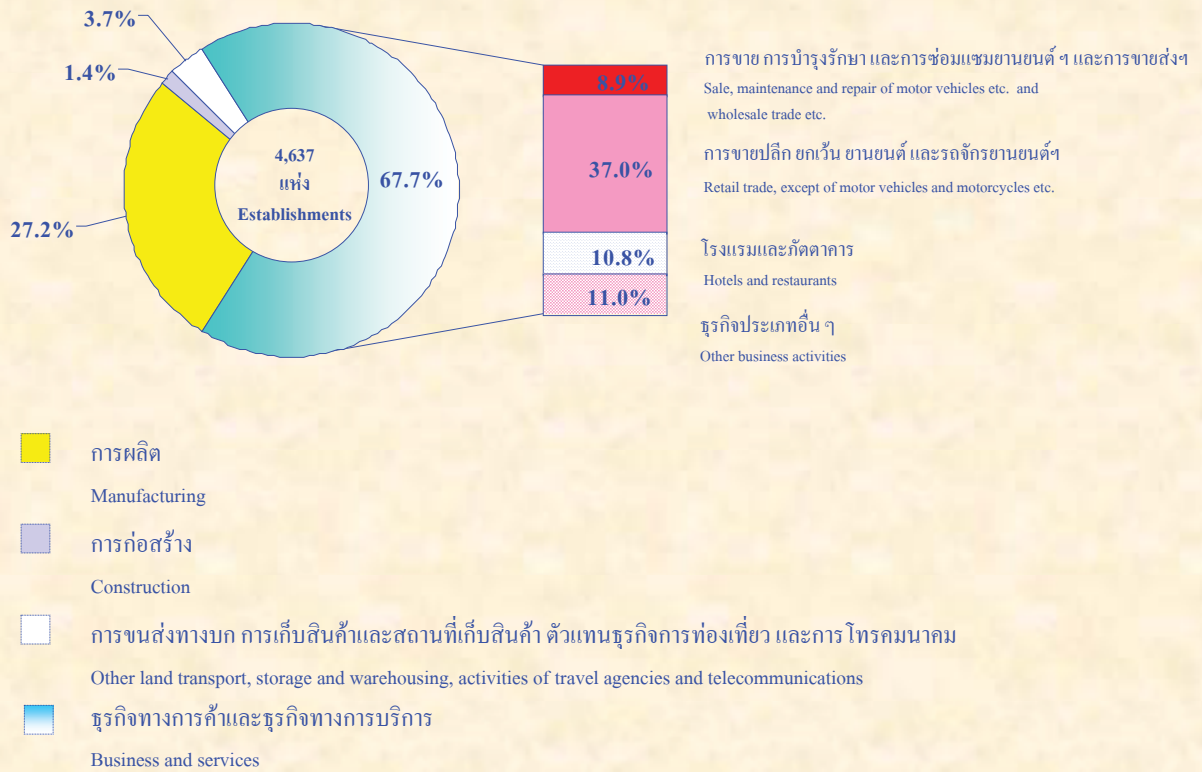 3.7%
1.4%
27.2%
4,637
แห่ง
Establishments
67.7%
8.9%
37.0%
10.8%
11.0%
การขาย การบำรุงรักษา และการซ่อมแซมยานยนต์ ฯ และการขายส่งฯ
Sale, maintenance and repair of motor vehicles etc. and
wholesale trade etc.
การขายปลีก ยกเว้น ยานยนต์ และรถจักรยานยนต์ฯ
Retail trade, except of motor vehicles and motorcycles etc.
โรงแรมและภัตตาคาร
Hotels and restaurants
ธุรกิจประเภทอื่น ๆ
Other business activities
การผลิต
Manufacturing
การก่อสร้าง
Construction
การขนส่งทางบก การเก็บสินค้าและสถานที่เก็บสินค้า ตัวแทนธุรกิจการท่องเที่ยว และการโทรคมนาคม
Other land transport, storage and warehousing, activities of travel agencies and telecommunications
ธุรกิจทางการค้าและธุรกิจทางการบริการ
Business and services